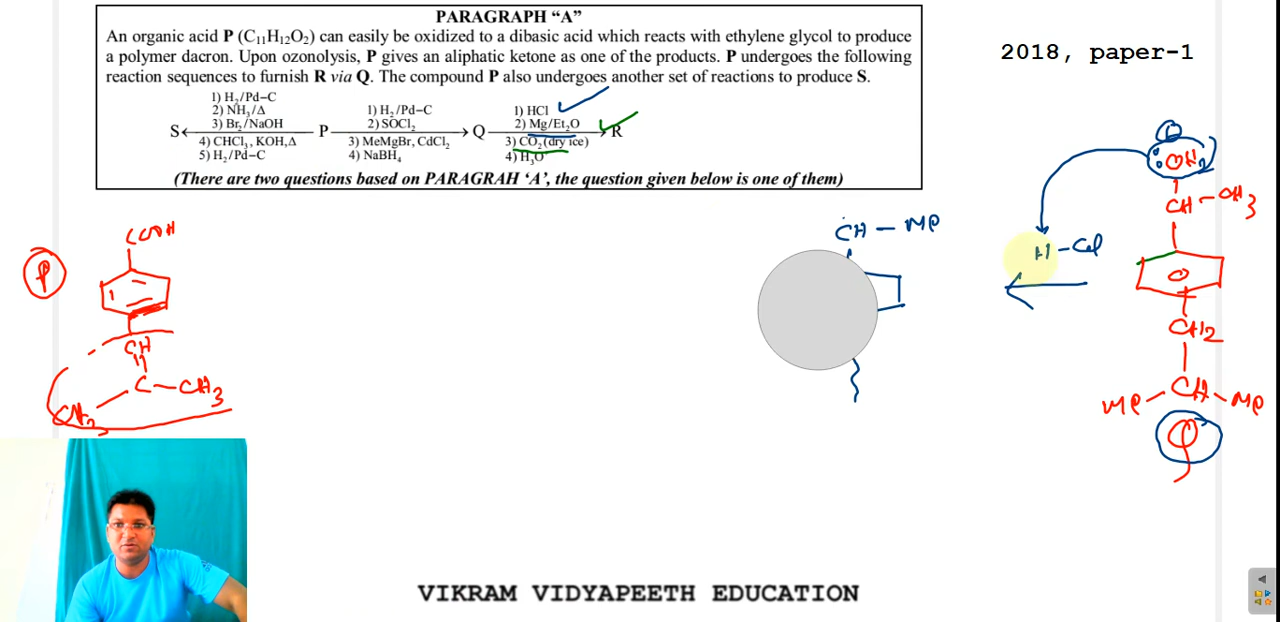 PARAGRAPH “A”
An organic acid P (C₁₁H₁₂O₂) can easily be oxidized to a dibasic acid which reacts with ethylene glycol to produce
a polymer dacron. Upon ozonolysis, P gives an aliphatic ketone as one of the products. P undergoes the following
reaction sequences to furnish R via Q. The compound P also undergoes another set of reactions to produce S.
1) H₂/Pd–C
2) NH₃/Δ
3) Br₂/NaOH
S ← P
4) CHCl₃, KOH,Δ
5) H₂/Pd–C
1) H₂/Pd–C
2) SOCl₂
→ Q
3) MeMgBr, CdCl₂
4) NaBH₄
1) HCl
2) Mg/Et₂O
→ R
3) CO₂(dry ice)
4) H₃O⁺
(There are two questions based on PARAGRAH ‘A’, the question given below is one of them)
2018, paper-1
P
COOH
CH
C–CH₃
CH₃
CH – Me
H–Cl
OH₂
CH–CH₃
CH₂
Me–CH–Me
Q
VIKRAM VIDYAPEETH EDUCATION